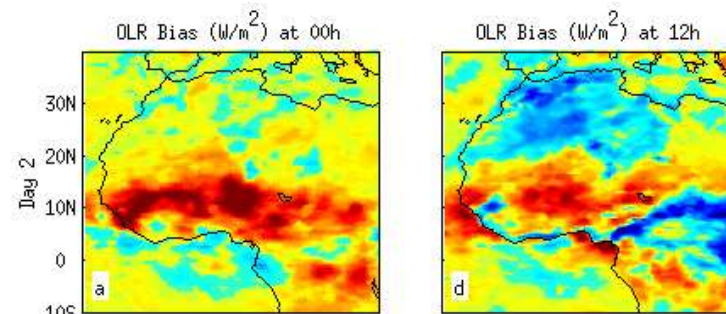 OLR Bias (W/m²) at 00h
OLR Bias (W/m²) at 12h
30N
20N
10N
0
10S
Day 2
a
d